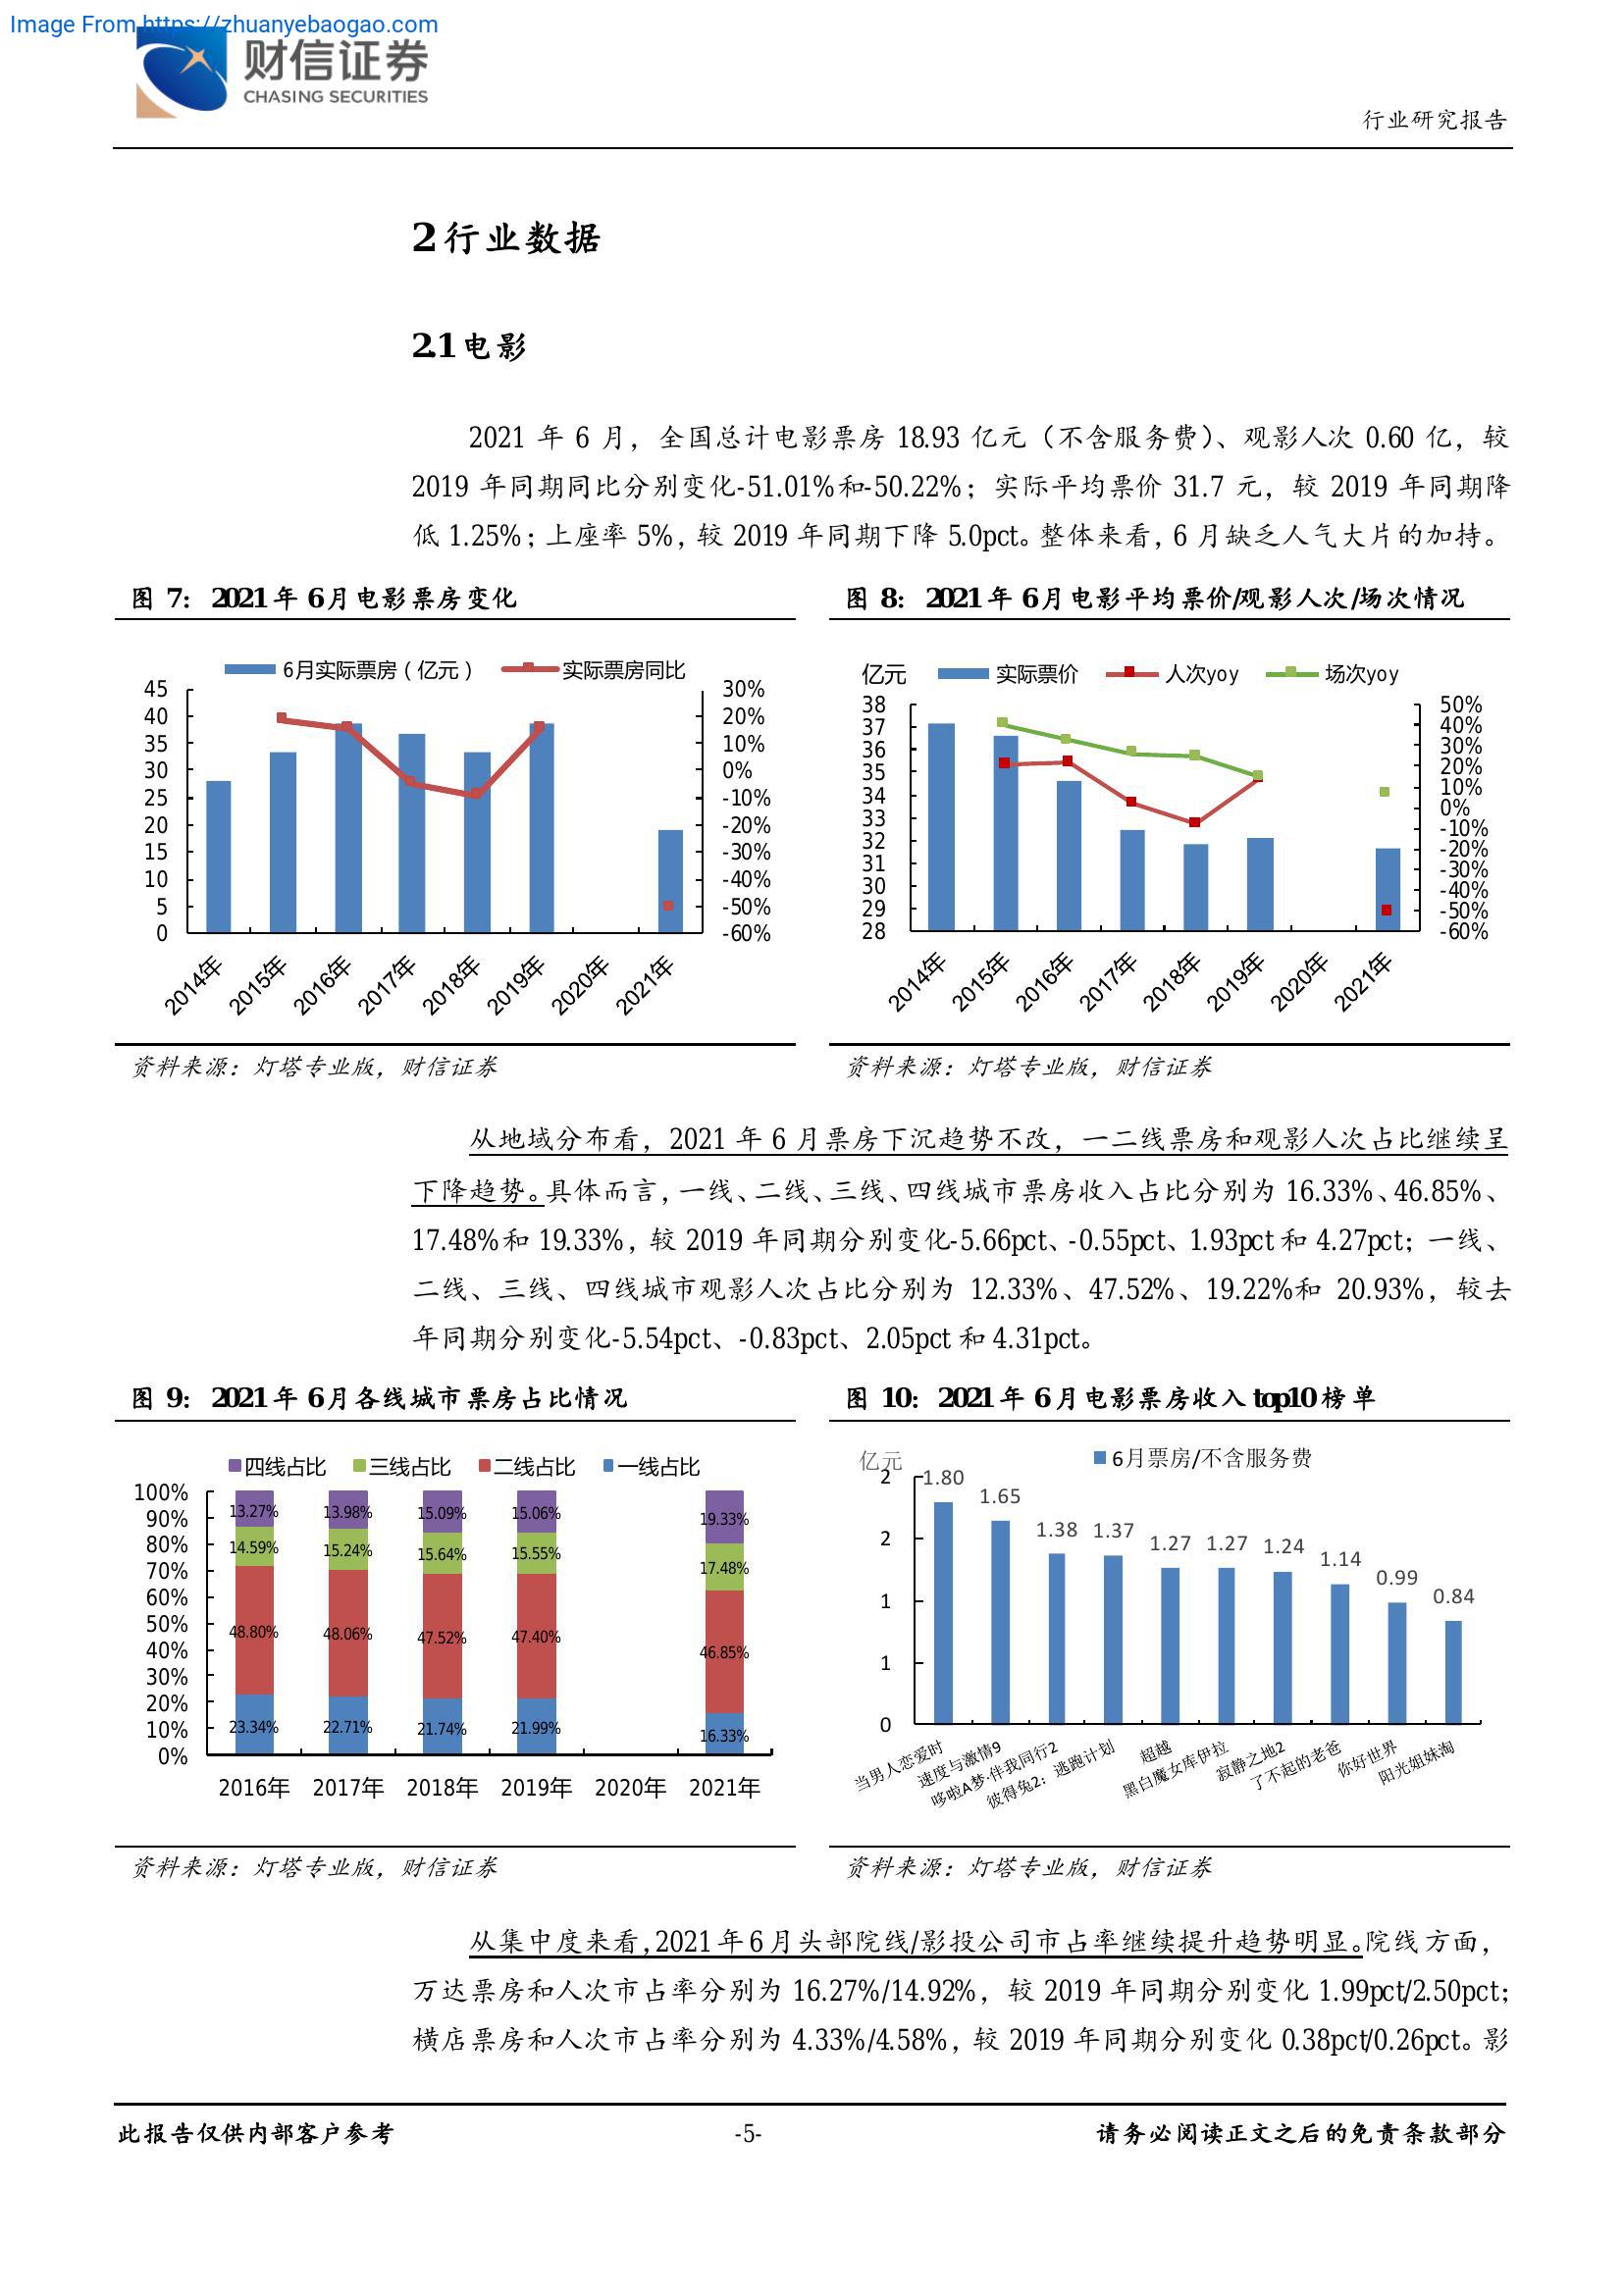 Image From https://zhuanyebaogao.com
财信证券
CHASING SECURITIES
行业研究报告
2 行业数据
2.1 电影
2021 年 6 月，全国总计电影票房 18.93 亿元（不含服务费）、观影人次 0.60 亿，较
2019 年同期同比分别变化-51.01%和-50.22%；实际平均票价 31.7 元，较 2019 年同期降
低 1.25%；上座率 5%，较 2019 年同期下降 5.0pct。整体来看，6 月缺乏人气大片的加持。
图 7：2021 年 6 月电影票房变化
6月实际票房（亿元） 实际票房同比
45
40
35
30
25
20
15
10
5
0
30%
20%
10%
0%
-10%
-20%
-30%
-40%
-50%
-60%
2014年 2015年 2016年 2017年 2018年 2019年 2020年 2021年
资料来源：灯塔专业版，财信证券
图 8：2021 年 6 月电影平均票价/观影人次/场次情况
亿元 实际票价 人次yoy 场次yoy
38
37
36
35
34
33
32
31
30
29
28
50%
40%
30%
20%
10%
0%
-10%
-20%
-30%
-40%
-50%
-60%
2014年 2015年 2016年 2017年 2018年 2019年 2020年 2021年
资料来源：灯塔专业版，财信证券
从地域分布看，2021 年 6 月票房下沉趋势不改，一二线票房和观影人次占比继续呈
下降趋势。具体而言，一线、二线、三线、四线城市票房收入占比分别为 16.33%、46.85%、
17.48%和 19.33%，较 2019 年同期分别变化-5.66pct、-0.55pct、1.93pct 和 4.27pct；一线、
二线、三线、四线城市观影人次占比分别为 12.33%、47.52%、19.22%和 20.93%，较去
年同期分别变化-5.54pct、-0.83pct、2.05pct 和 4.31pct。
图 9：2021 年 6 月各线城市票房占比情况
四线占比 三线占比 二线占比 一线占比
100%
90%
80%
70%
60%
50%
40%
30%
20%
10%
0%
13.27% 13.98% 15.09% 15.06% 19.33%
14.59% 15.24% 15.64% 15.55% 17.48%
48.80% 48.06% 47.52% 47.40% 46.85%
23.34% 22.71% 21.74% 21.99% 16.33%
2016年 2017年 2018年 2019年 2020年 2021年
资料来源：灯塔专业版，财信证券
图 10：2021 年 6 月电影票房收入 top10 榜单
亿元 6月票房/不含服务费
2
2
1
1
0
1.80 1.65 1.38 1.37 1.27 1.27 1.24 1.14 0.99 0.84
当男人恋爱时
速度与激情9
哆啦A梦:伴我同行2
彼得兔2：逃跑计划
超越
黑白魔女库伊拉
寂静之地2
了不起的老爸
你好世界
阳光姐妹淘
资料来源：灯塔专业版，财信证券
从集中度来看，2021 年 6 月头部院线/影投公司市占率继续提升趋势明显。院线方面，
万达票房和人次市占率分别为 16.27%/14.92%，较 2019 年同期分别变化 1.99pct/2.50pct；
横店票房和人次市占率分别为 4.33%/4.58%，较 2019 年同期分别变化 0.38pct/0.26pct。影
此报告仅供内部客户参考
-5-
请务必阅读正文之后的免责条款部分